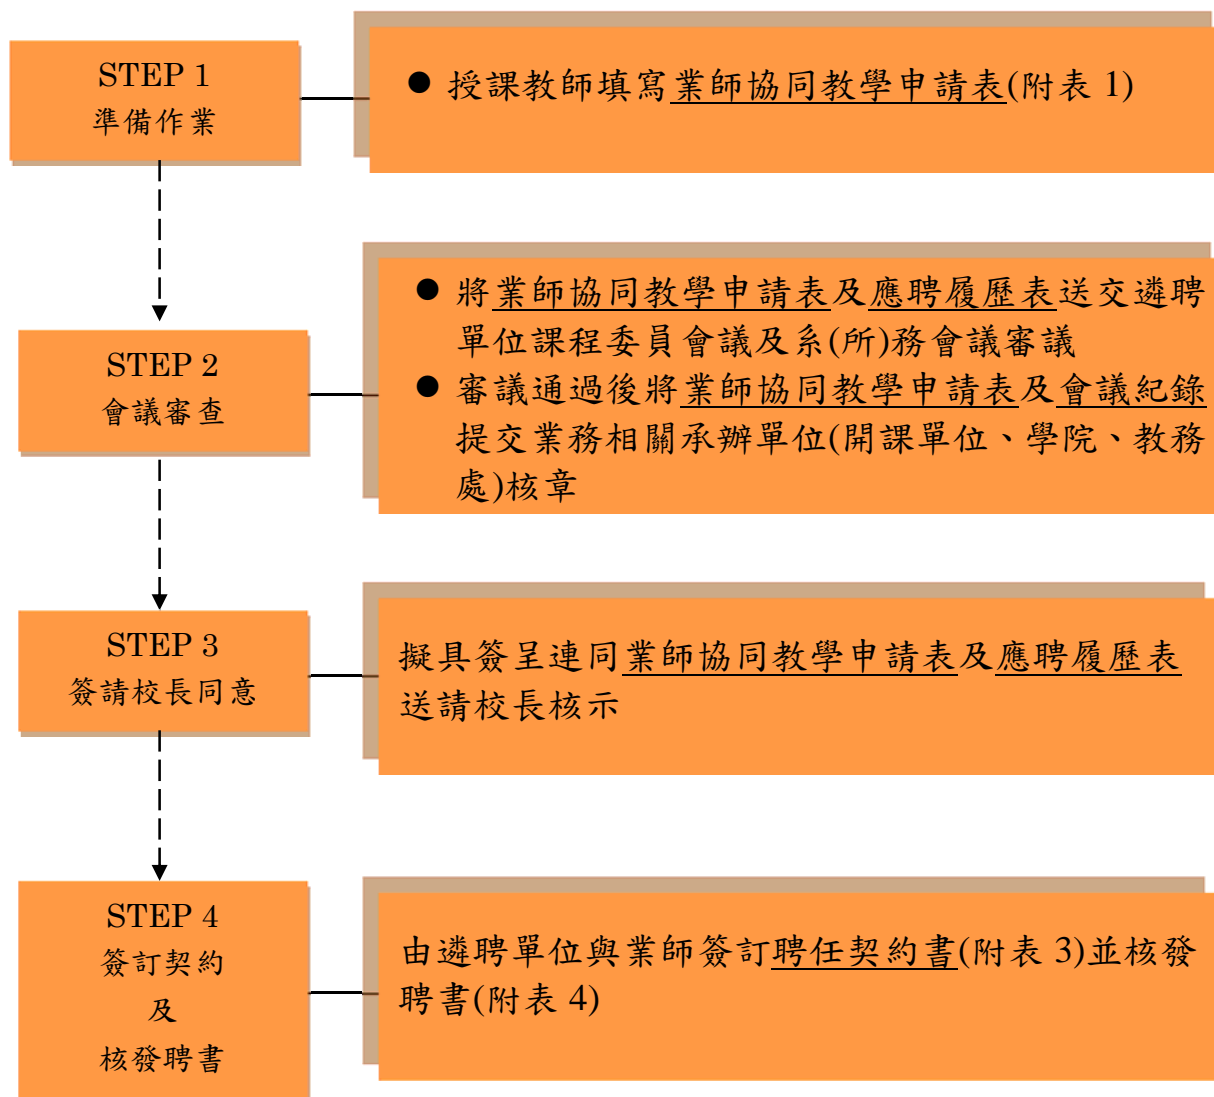 STEP 1
準備作業
● 授課教師填寫業師協同教學申請表(附表 1)
STEP 2
會議審查
● 將業師協同教學申請表及應聘履歷表送交遴聘
單位課程委員會議及系(所)務會議審議
● 審議通過後將業師協同教學申請表及會議紀錄
提交業務相關承辦單位(開課單位、學院、教務
處)核章
STEP 3
簽請校長同意
擬具簽呈連同業師協同教學申請表及應聘履歷表
送請校長核示
STEP 4
簽訂契約
及
核發聘書
由遴聘單位與業師簽訂聘任契約書(附表 3)並核發
聘書(附表 4)